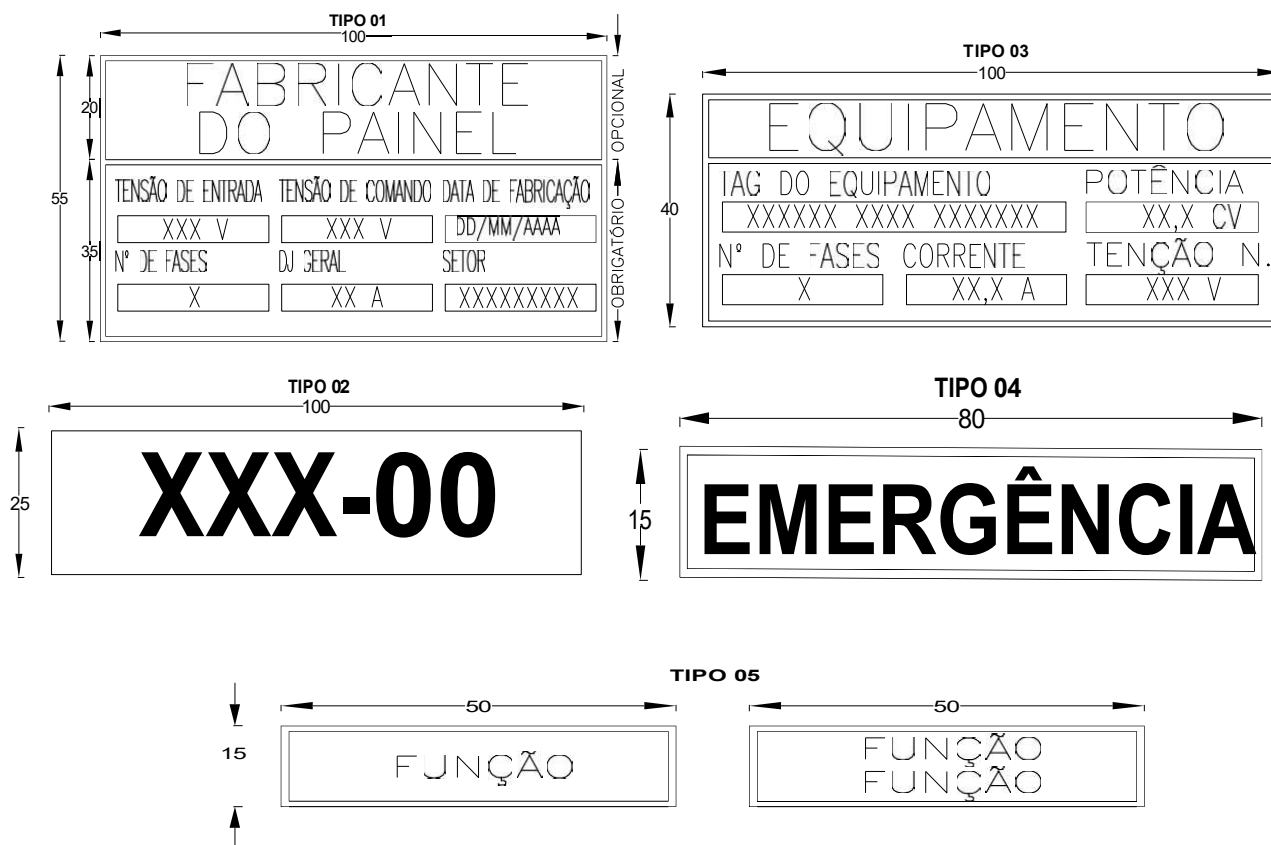 TIPO 01
100
20
55
35
FABRICANTE
DO PAINEL
OPCIONAL
TENSÃO DE ENTRADA TENSÃO DE COMANDO DATA DE FABRICAÇÃO
XXX V XXX V DD/MM/AAAA
Nº DE FASES DJ GERAL SETOR
X XX A XXXXXXXXX
OBRIGATÓRIO
TIPO 03
100
40
EQUIPAMENTO
TAG DO EQUIPAMENTO POTÊNCIA
XXXXXX XXXX XXXXXXX XX,X CV
Nº DE FASES CORRENTE TENÇÃO N.
X XX,X A XXX V
TIPO 02
100
25
XXX-00
TIPO 04
80
15
EMERGÊNCIA
TIPO 05
50 50
15
FUNÇÃO
FUNÇÃO
FUNÇÃO